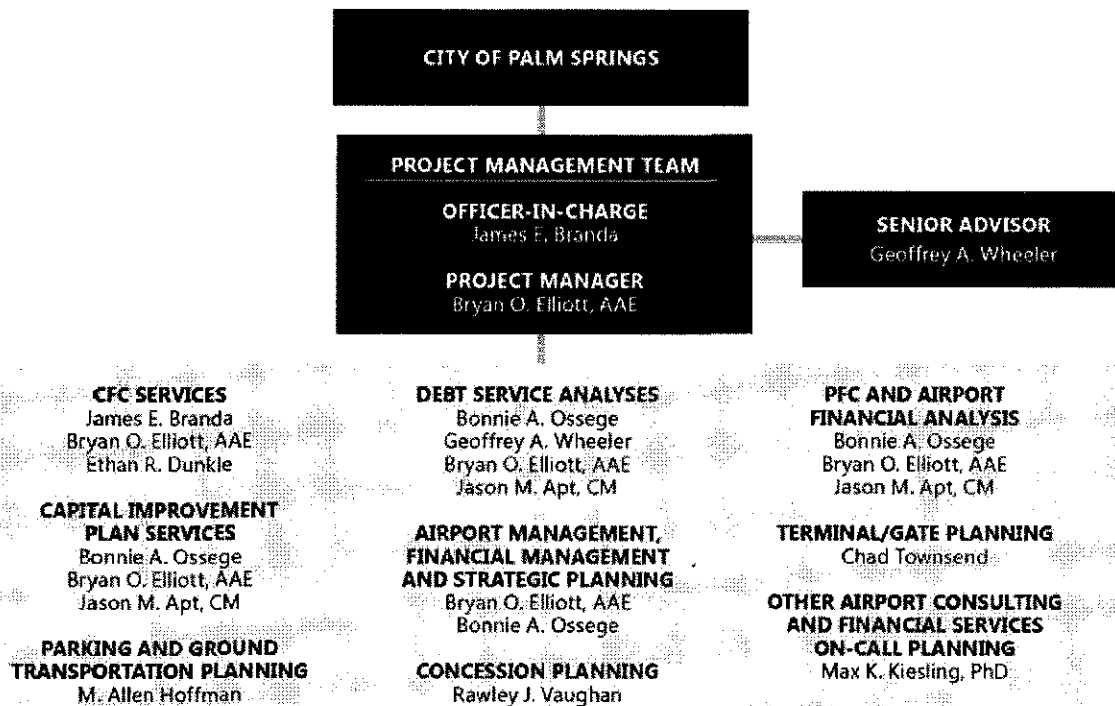 CITY OF PALM SPRINGS
PROJECT MANAGEMENT TEAM
OFFICER-IN-CHARGE
James E. Branda
PROJECT MANAGER
Bryan O. Elliott, AAE
SENIOR ADVISOR
Geoffrey A. Wheeler
CFC SERVICES
James E. Branda
Bryan O. Elliott, AAE
Ethan R. Dunkle
CAPITAL IMPROVEMENT
PLAN SERVICES
Bonnie A. Ossege
Bryan O. Elliott, AAE
Jason M. Apt, CM
PARKING AND GROUND
TRANSPORTATION PLANNING
M. Allen Hoffman
DEBT SERVICE ANALYSES
Bonnie A. Ossege
Geoffrey A. Wheeler
Bryan O. Elliott, AAE
Jason M. Apt, CM
AIRPORT MANAGEMENT,
FINANCIAL MANAGEMENT
AND STRATEGIC PLANNING
Bryan O. Elliott, AAE
Bonnie A. Ossege
CONCESSION PLANNING
Rawley J. Vaughan
PFC AND AIRPORT
FINANCIAL ANALYSIS
Bonnie A. Ossege
Bryan O. Elliott, AAE
Jason M. Apt, CM
TERMINAL/GATE PLANNING
Chad Townsend
OTHER AIRPORT CONSULTING
AND FINANCIAL SERVICES
ON-CALL PLANNING
Max K. Kiesling, PhD